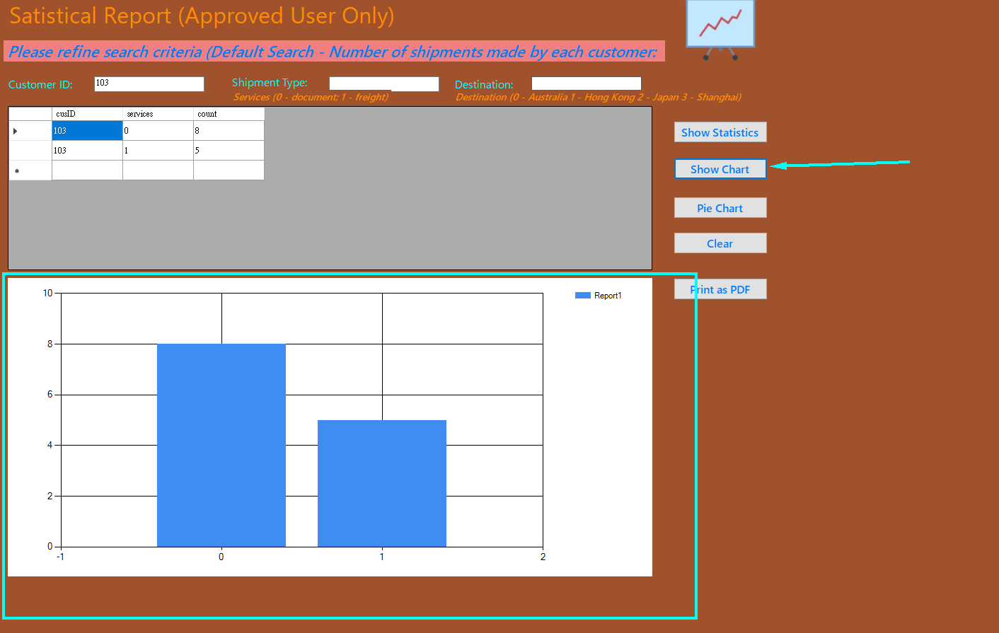 Satistical Report (Approved User Only)
Please refine search criteria (Default Search - Number of shipments made by each customer:
Customer ID: 103 Shipment Type: Destination:
Services (0 - document; 1 - freight) Destination (0 - Australia 1 - Hong Kong 2 - Japan 3 - Shanghai)
cusID services count
103 0 8
103 1 5
Show Statistics
Show Chart
Pie Chart
Clear
Print as PDF
Report1
10
8
6
4
2
0
-1 0 1 2